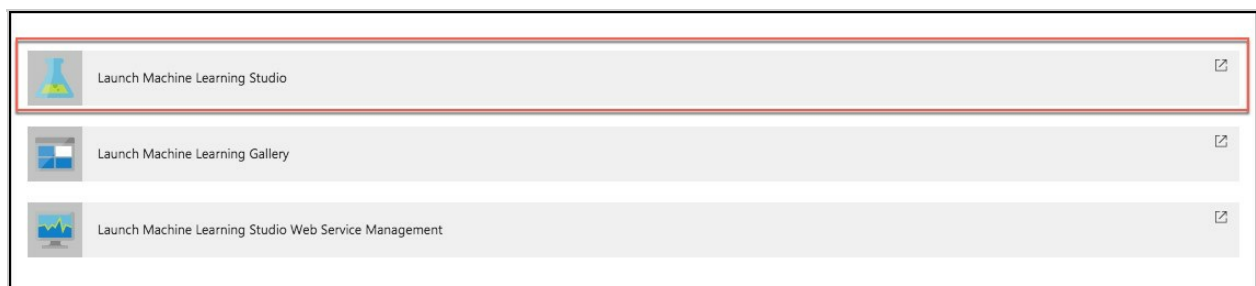 Launch Machine Learning Studio
Launch Machine Learning Gallery
Launch Machine Learning Studio Web Service Management